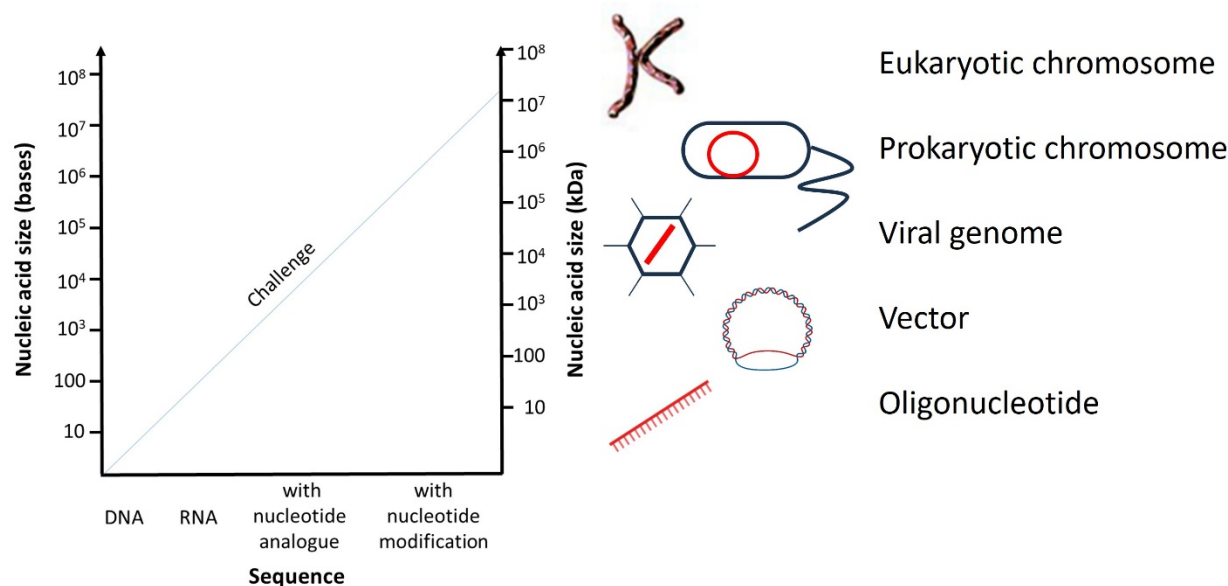 Nucleic acid size (bases)
10⁸
10⁷
10⁶
10⁵
10⁴
10³
100
10
Challenge
10⁸
10⁷
10⁶
10⁵
10⁴
10³
100
10
Nucleic acid size (kDa)
DNA
RNA
with
nucleotide
analogue
with
nucleotide
modification
Sequence
Eukaryotic chromosome
Prokaryotic chromosome
Viral genome
Vector
Oligonucleotide